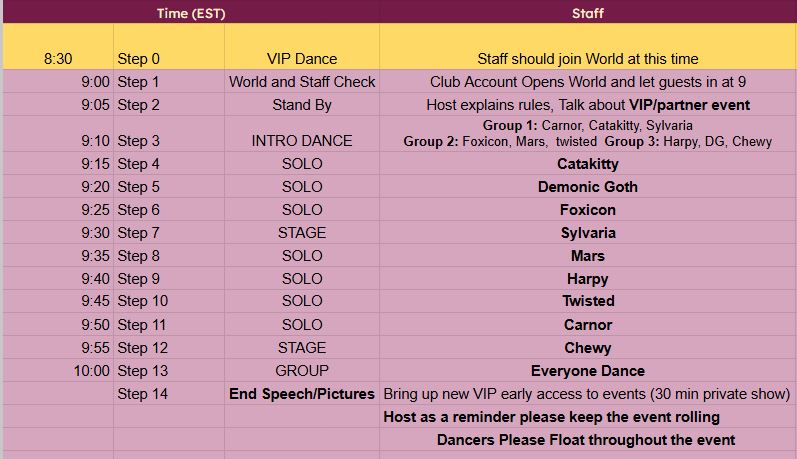 Time (EST) Staff
8:30 Step 0 VIP Dance Staff should join World at this time
9:00 Step 1 World and Staff Check Club Account Opens World and let guests in at 9
9:05 Step 2 Stand By Host explains rules, Talk about VIP/partner event
Group 1: Carnor, Catakitty, Sylvaria
9:10 Step 3 INTRO DANCE Group 2: Foxicon, Mars, twisted Group 3: Harpy, DG, Chewy
9:15 Step 4 SOLO Catakitty
9:20 Step 5 SOLO Demonic Goth
9:25 Step 6 SOLO Foxicon
9:30 Step 7 STAGE Sylvaria
9:35 Step 8 SOLO Mars
9:40 Step 9 SOLO Harpy
9:45 Step 10 SOLO Twisted
9:50 Step 11 SOLO Carnor
9:55 Step 12 STAGE Chewy
10:00 Step 13 GROUP Everyone Dance
Step 14 End Speech/Pictures Bring up new VIP early access to events (30 min private show)
Host as a reminder please keep the event rolling
Dancers Please Float throughout the event